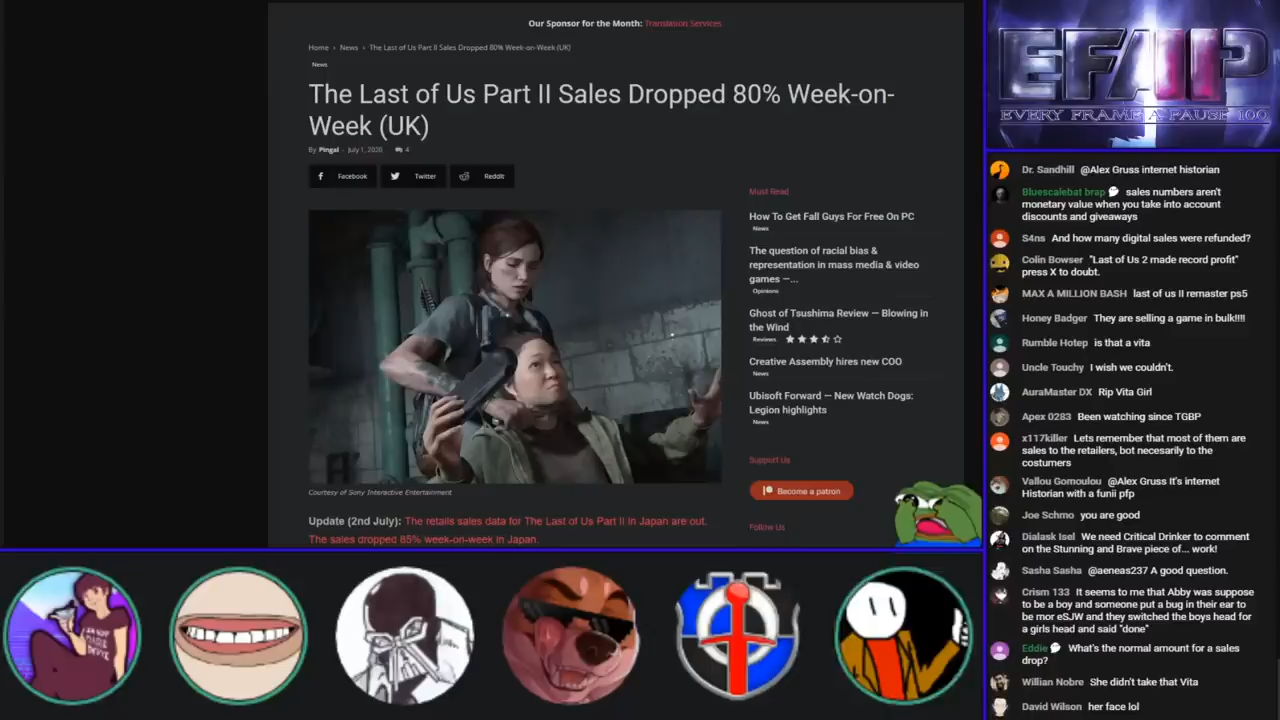 Our Sponsor for the Month: Translation Services
Home › News › The Last of Us Part II Sales Dropped 80% Week-on-Week (UK)
News
The Last of Us Part II Sales Dropped 80% Week-on-
Week (UK)
By Pingal - July 1, 2020 4
Facebook
Twitter
Reddit
Courtesy of Sony Interactive Entertainment
Update (2nd July): The retails sales data for The Last of Us Part II in Japan are out.
The sales dropped 85% week-on-week in Japan.
Must Read
How To Get Fall Guys For Free On PC
News
The question of racial bias &
representation in mass media & video
games —...
Opinions
Ghost of Tsushima Review — Blowing in
the Wind
Reviews
Creative Assembly hires new COO
News
Ubisoft Forward — New Watch Dogs:
Legion highlights
News
Support Us
Become a patron
Follow Us
EFAP
EVERY FRAME A PAUSE 100
Dr. Sandhill @Alex Gruss internet historian
Bluescalebat brap sales numbers aren't
monetary value when you take into account
discounts and giveaways
S4ns And how many digital sales were refunded?
Colin Bowser "Last of Us 2 made record profit"
press X to doubt.
MAX A MILLION BASH last of us II remaster ps5
Honey Badger They are selling a game in bulk!!!!
Rumble Hotep is that a vita
Uncle Touchy I wish we couldn't.
AuraMaster DX Rip Vita Girl
Apex 0283 Been watching since TGBP
x117killer Lets remember that most of them are
sales to the retailers, bot necesarily to the
costumers
Vallou Gomoulou @Alex Gruss It's internet
Historian with a funii pfp
Joe Schmo you are good
Dialask Isel We need Critical Drinker to comment
on the Stunning and Brave piece of... work!
Sasha Sasha @aeneas237 A good question.
Crism 133 It seems to me that Abby was suppose
to be a boy and someone put a bug in their ear to
be mor eSJW and they switched the boys head for
a girls head and said "done"
Eddie What's the normal amount for a sales
drop?
Willian Nobre She didn't take that Vita
David Wilson her face lol